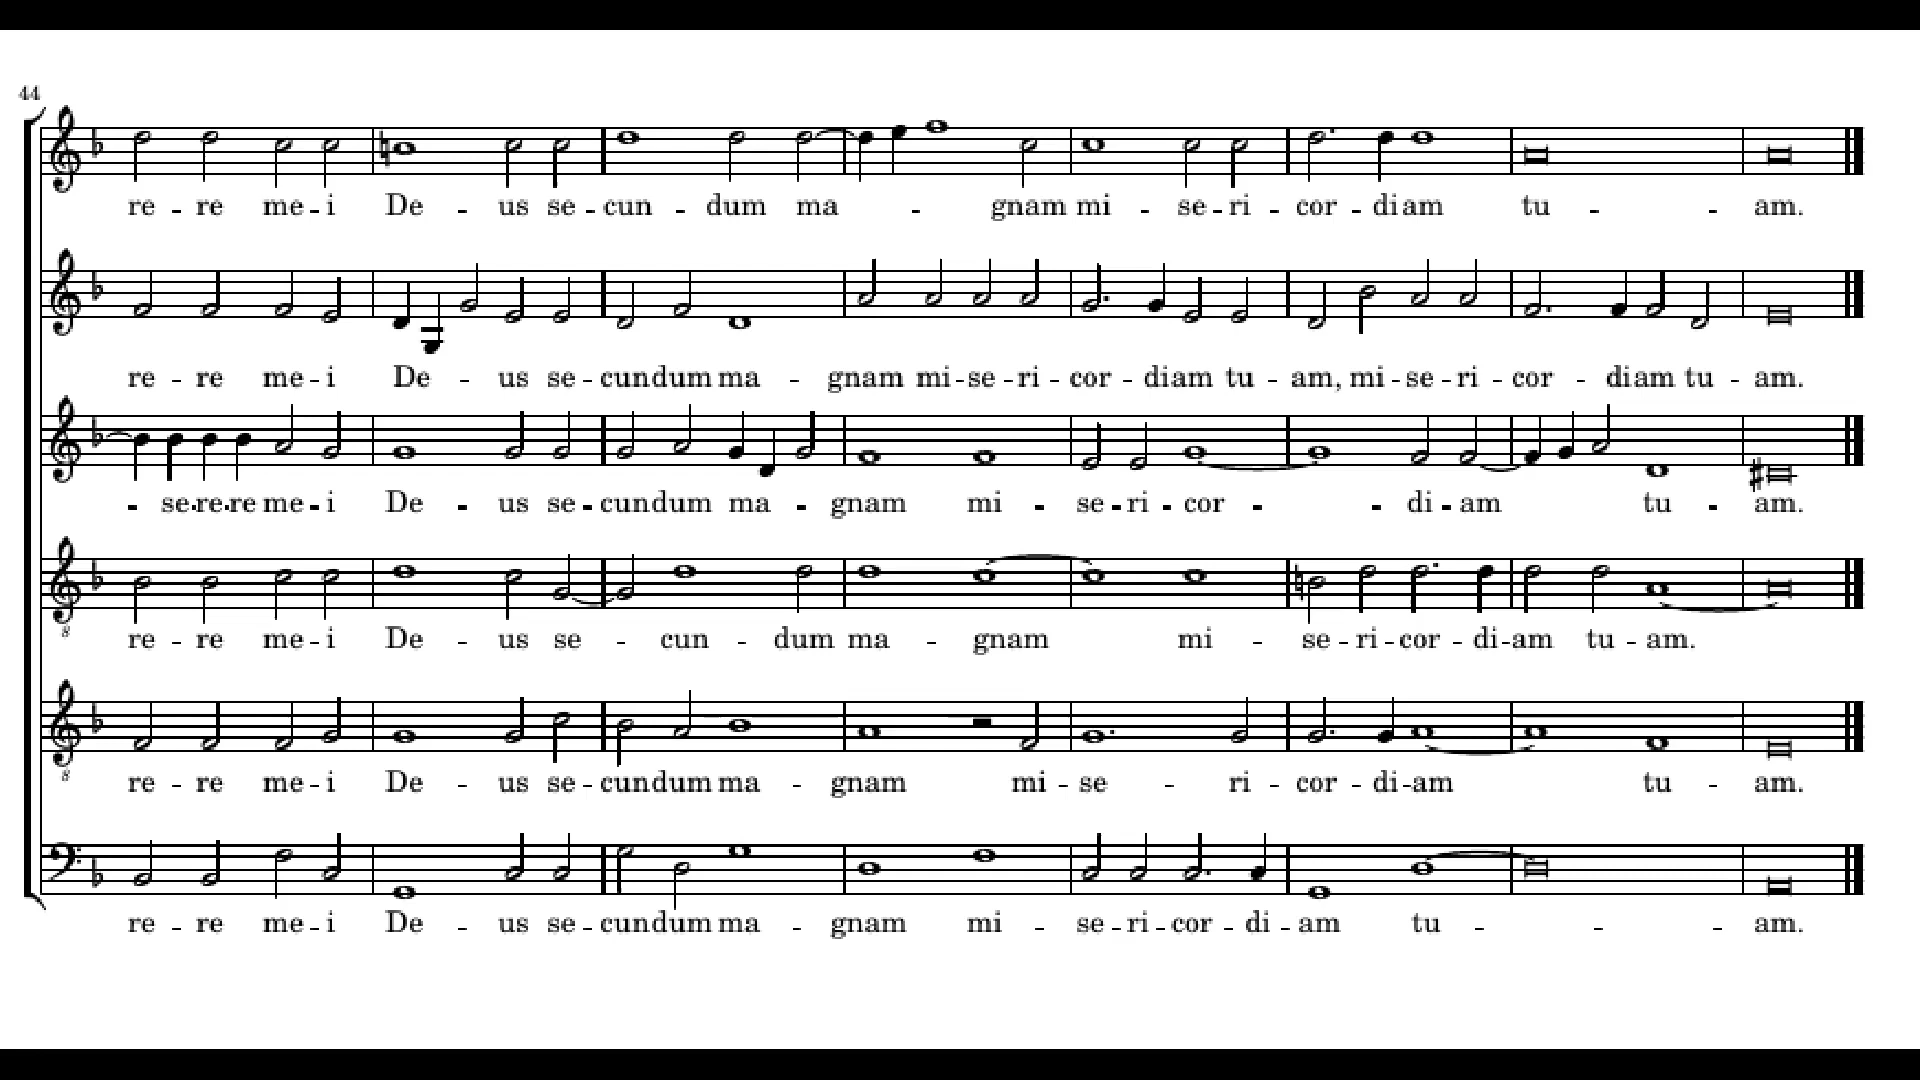 44
re - re me - i De - us se - cun - dum ma - gnam mi - se - ri - cor - diam tu - - am.
re - re me - i De - us se - cundum ma - gnam mi - se - ri - cor - diam tu - am, mi - se - ri - cor - diam tu - am.
- se-re-re me - i De - us se - cundum ma - gnam mi - se - ri - cor - - di - am tu - am.
8
re - re me - i De - us se - cun - dum ma - gnam mi - se - ri - cor - di - am tu - am.
8
re - re me - i De - us se - cundum ma - gnam mi - se - ri - cor - di - am tu - am.
re - re me - i De - us se - cundum ma - gnam mi - se - ri - cor - di - am tu - - - am.